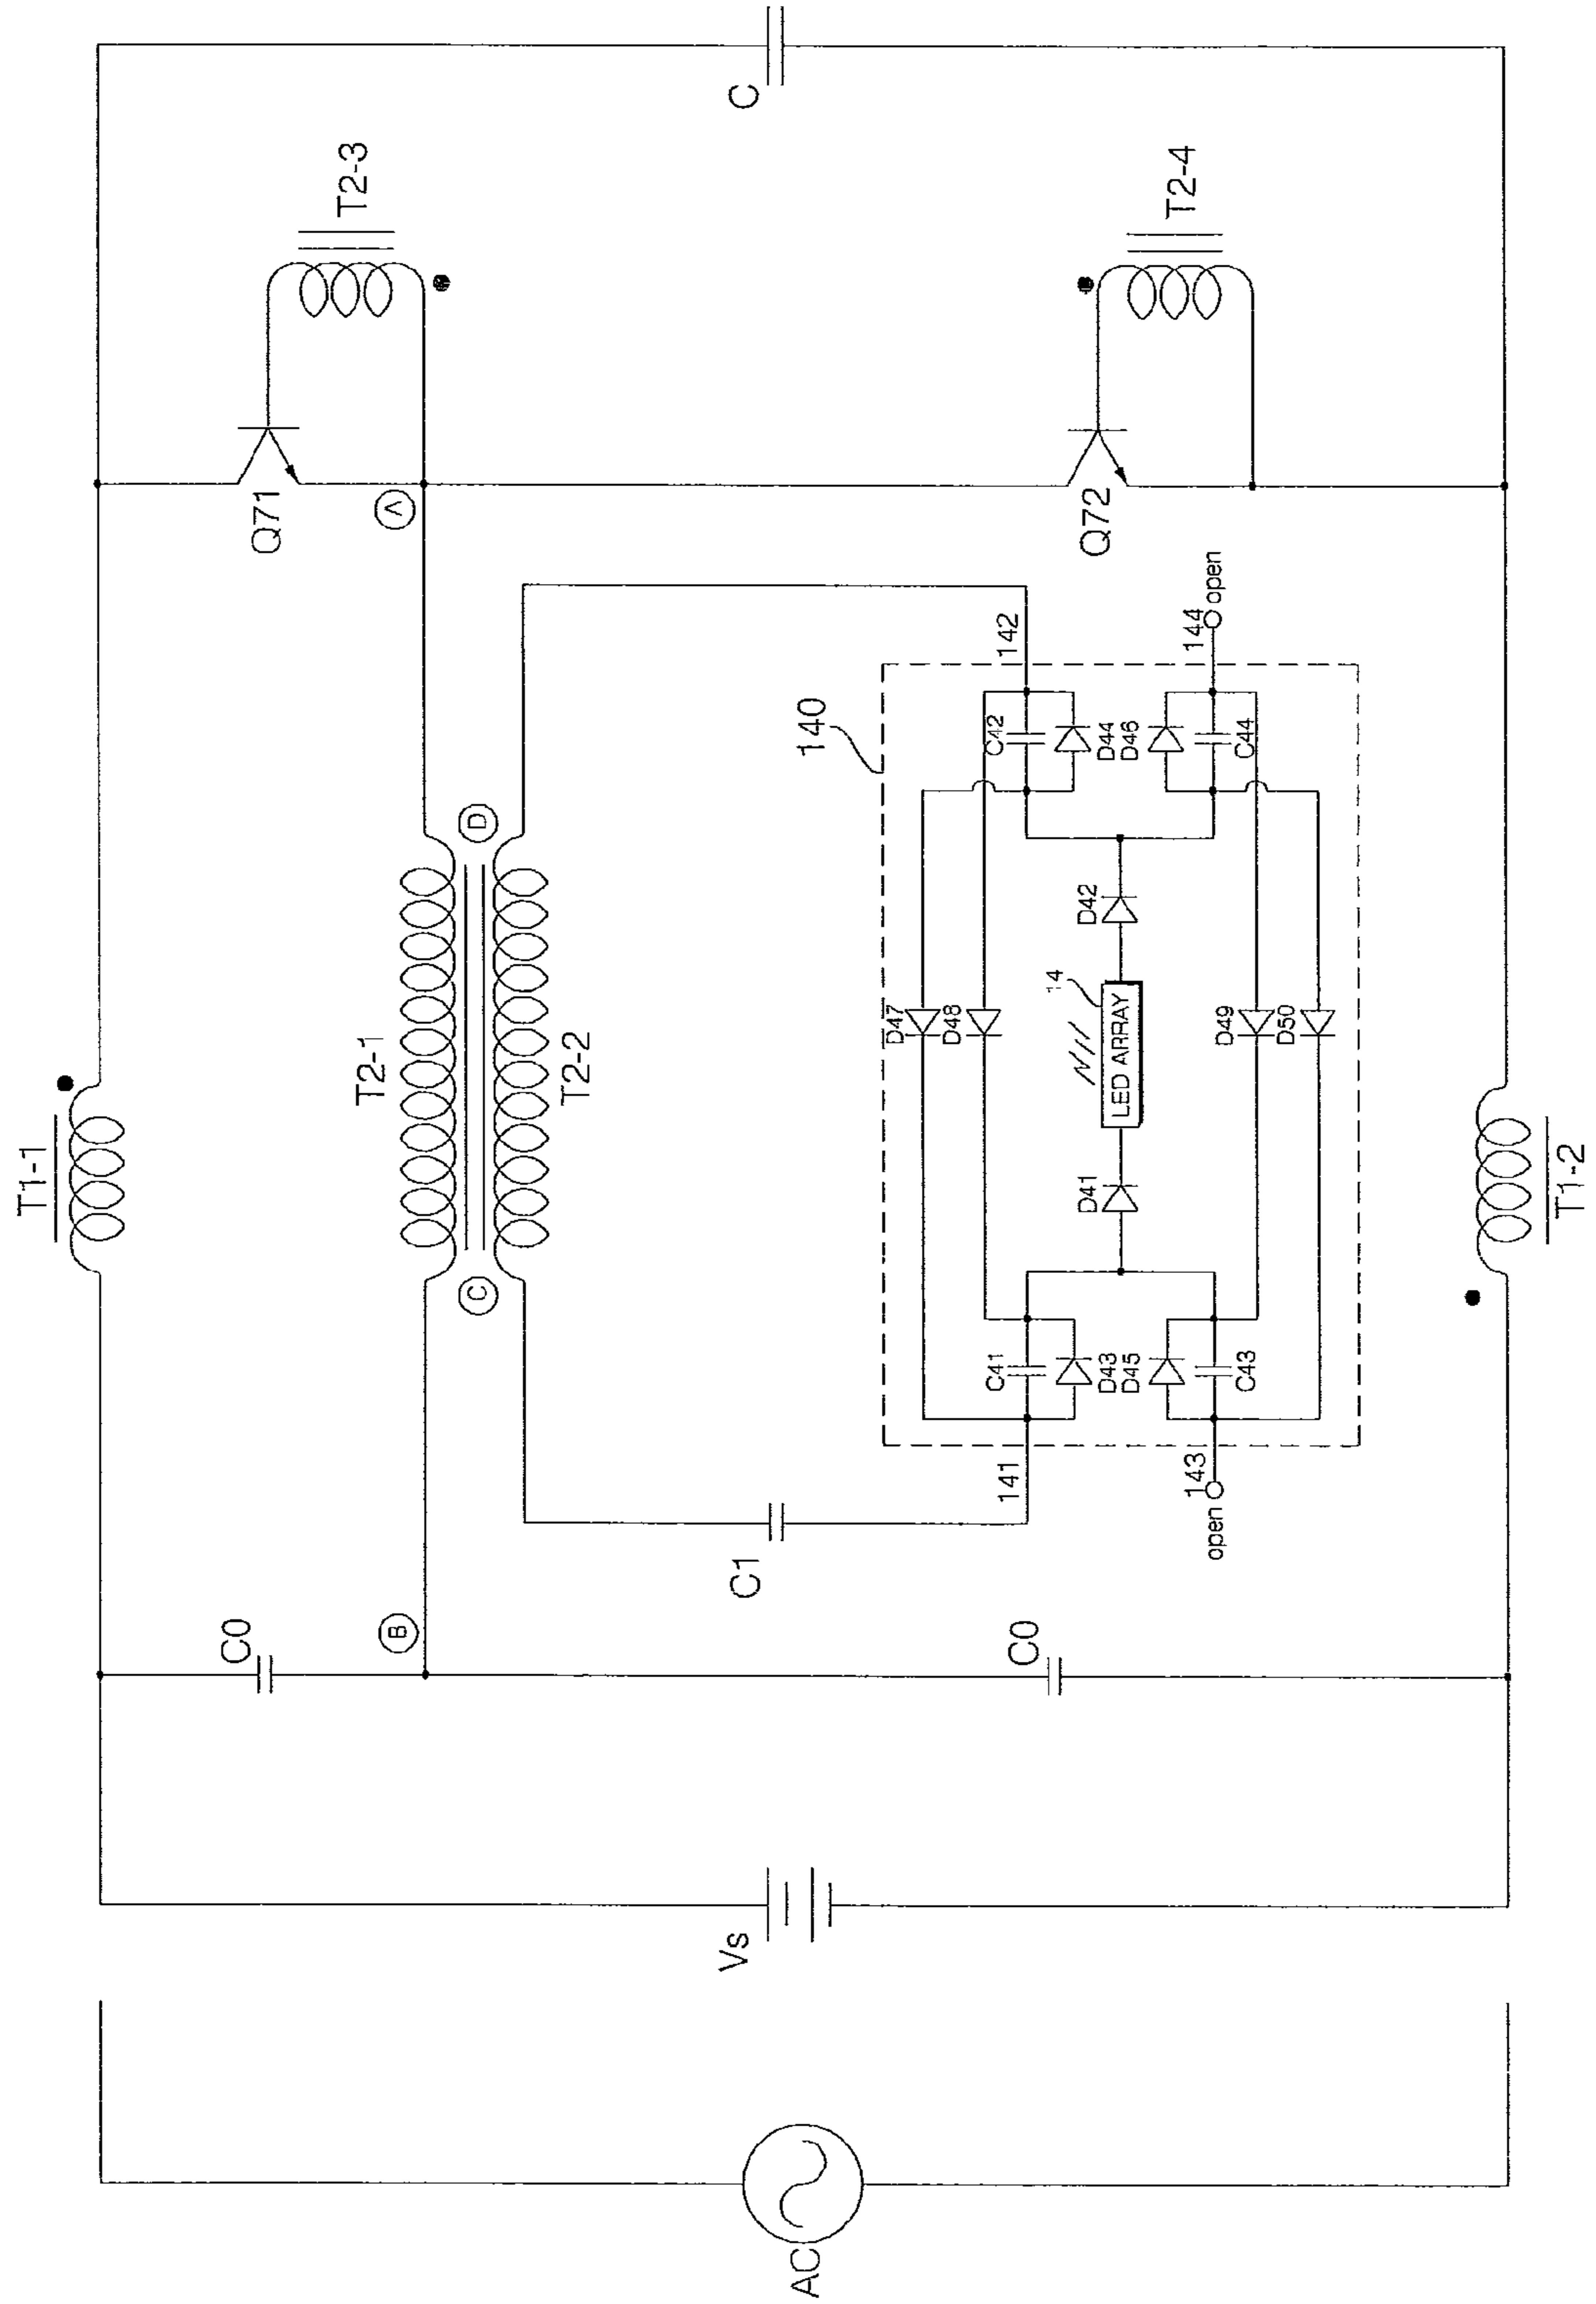 C
T2-3
T2-4
Q71
A
Q72
open
144
142
140
C42
D44
D46
C44
D
T2-1
T2-2
D42
14
LED ARRAY
D47
D48
D49
D50
D41
T1-1
T1-2
C
C41
D43
D45
C43
141
143
open
C1
C0
B
C0
Vs
AC